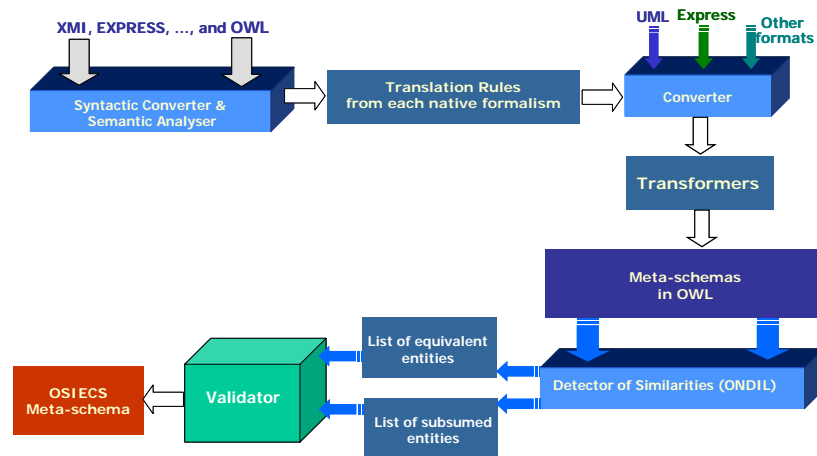 XMI, EXPRESS, ..., and OWL
UML
Express
Other
formats
Syntactic Converter &
Semantic Analyser
Translation Rules
from each native formalism
Converter
Transformers
Meta-schemas
in OWL
List of equivalent
entities
Detector of Similarities (ONDIL)
Validator
OSIECS
Meta-schema
List of subsumed
entities